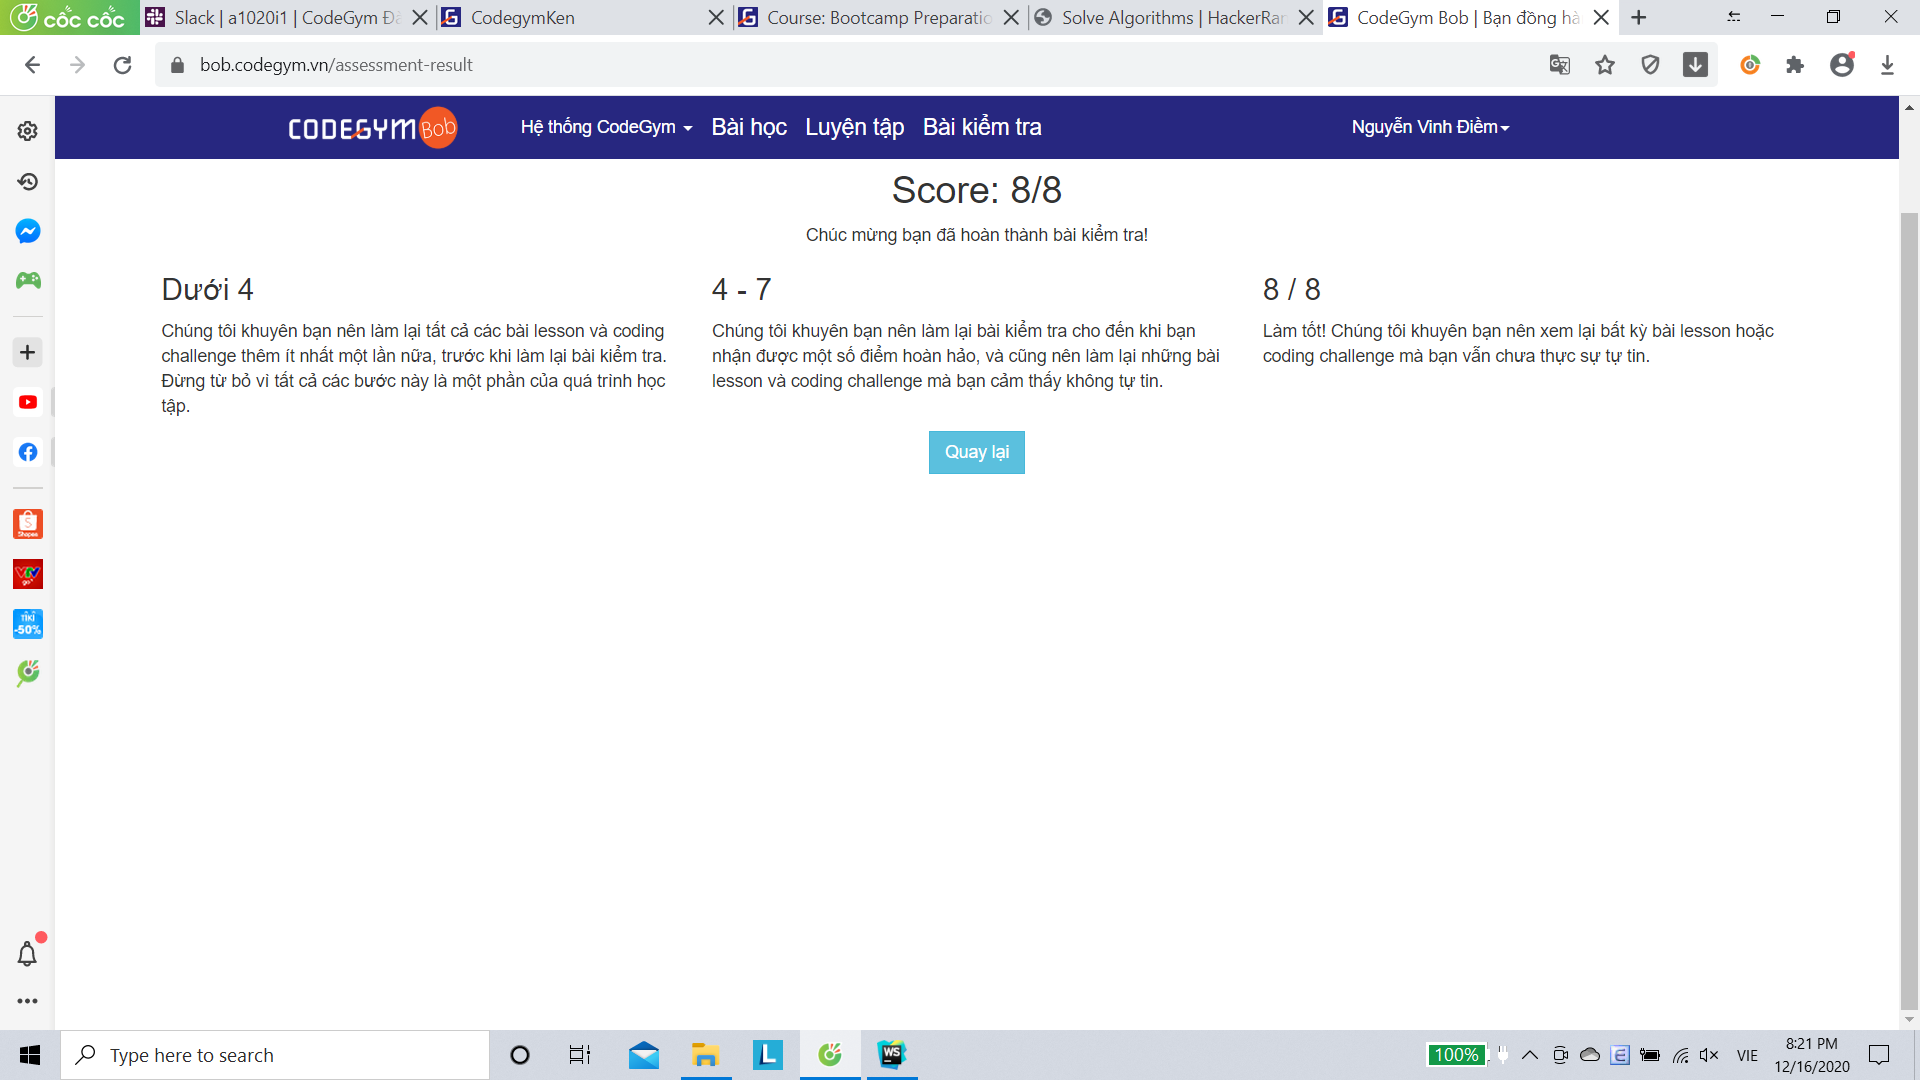 cốc cốc
Slack | a1020i1 | CodeGym Đà
CodegymKen
Course: Bootcamp Preparatio
Solve Algorithms | HackerRan
CodeGym Bob | Bạn đồng hà
bob.codegym.vn/assessment-result
CODEGYM Bob
Hệ thống CodeGym
Bài học
Luyện tập
Bài kiểm tra
Nguyễn Vinh Điềm
Score: 8/8
Chúc mừng bạn đã hoàn thành bài kiểm tra!
Dưới 4
Chúng tôi khuyên bạn nên làm lại tất cả các bài lesson và coding
challenge thêm ít nhất một lần nữa, trước khi làm lại bài kiểm tra.
Đừng từ bỏ vì tất cả các bước này là một phần của quá trình học
tập.
4 - 7
Chúng tôi khuyên bạn nên làm lại bài kiểm tra cho đến khi bạn
nhận được một số điểm hoàn hảo, và cũng nên làm lại những bài
lesson và coding challenge mà bạn cảm thấy không tự tin.
8 / 8
Làm tốt! Chúng tôi khuyên bạn nên xem lại bất kỳ bài lesson hoặc
coding challenge mà bạn vẫn chưa thực sự tự tin.
Quay lại
Shopee
VTV
go
TIKI
-50%
Type here to search
L
WS
100%
E
VIE
8:21 PM
12/16/2020